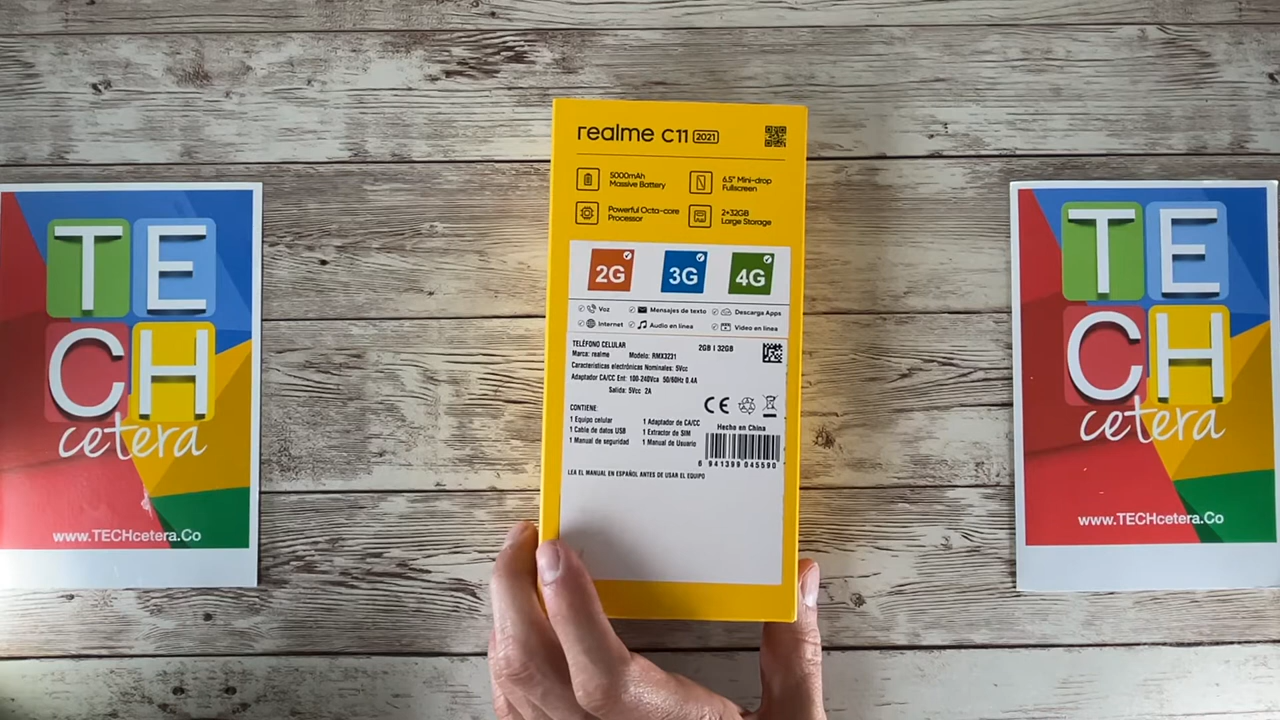 realme C11 2021
5000mAh
Massive Battery
6.5" Mini-drop
Fullscreen
Powerful Octa-core
Processor
2+32GB
Large Storage
2G
3G
4G
Voz
Mensajes de texto
Descarga Apps
Internet
Audio en línea
Video en línea
TELÉFONO CELULAR
2GB | 32GB
Marca: realme Modelo: RMX3231
Características electrónicas Nominales: 5Vcc
Adaptador CA/CC Ent: 100-240Vca 50/60Hz 0.4A
Salida: 5Vcc 2A
CONTIENE:
1 Equipo celular
1 Cable de datos USB
1 Manual de seguridad
1 Adaptador de CA/CC
1 Extractor de SIM
1 Manual de Usuario
CE
Hecho en China
6 941399 045590
LEA EL MANUAL EN ESPAÑOL ANTES DE USAR EL EQUIPO
TE
CH
cetera
www.TECHcetera.Co
TE
CH
cetera
www.TECHcetera.Co